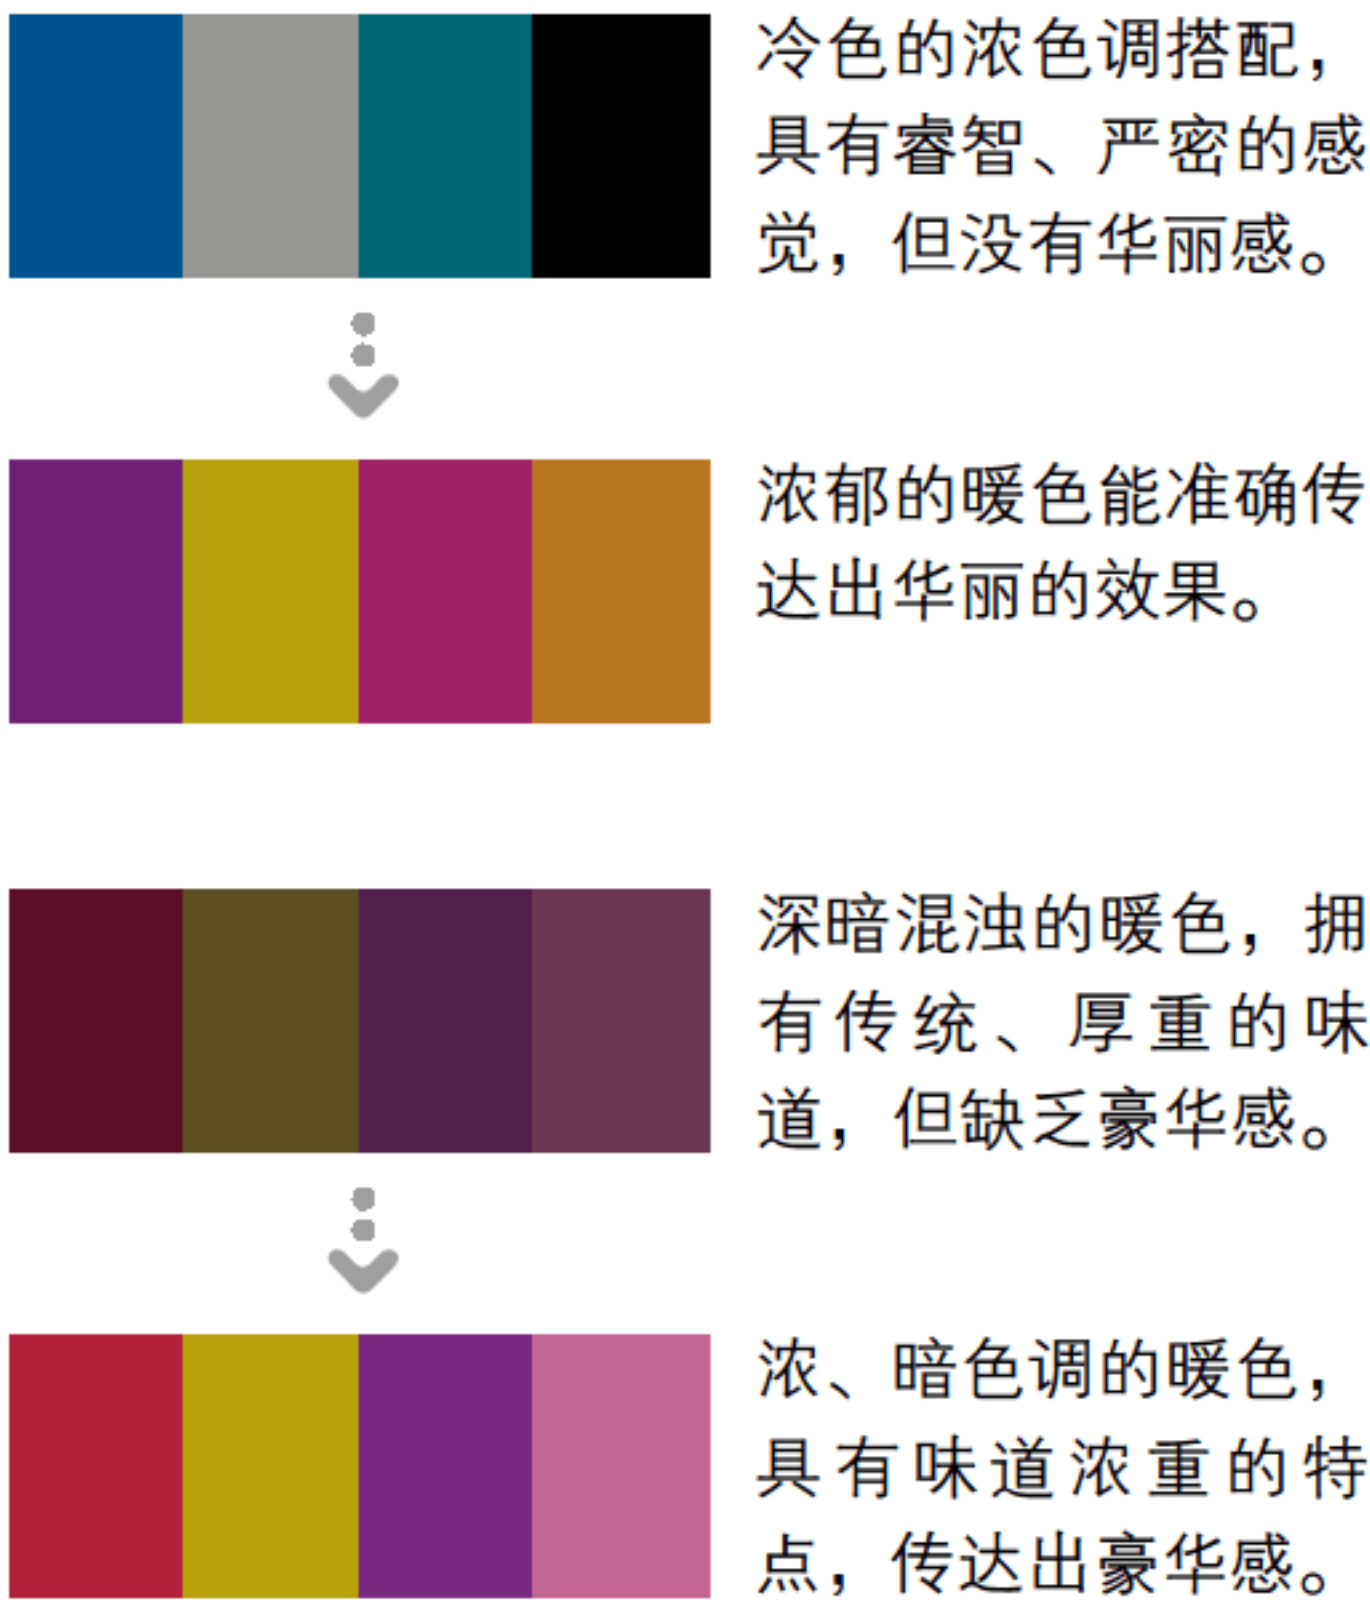 冷色的浓色调搭配，
具有睿智、严密的感
觉，但没有华丽感。
浓郁的暖色能准确传
达出华丽的效果。
深暗混浊的暖色，拥
有传统、厚重的味
道，但缺乏豪华感。
浓、暗色调的暖色，
具有味道浓重的特
点，传达出豪华感。